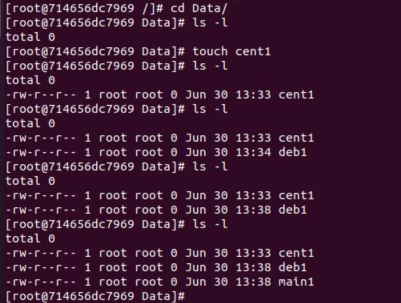 [root@714656dc7969 /]# cd Data/
[root@714656dc7969 Data]# ls -l
total 0
[root@714656dc7969 Data]# touch cent1
[root@714656dc7969 Data]# ls -l
total 0
-rw-r--r-- 1 root root 0 Jun 30 13:33 cent1
[root@714656dc7969 Data]# ls -l
total 0
-rw-r--r-- 1 root root 0 Jun 30 13:33 cent1
-rw-r--r-- 1 root root 0 Jun 30 13:34 deb1
[root@714656dc7969 Data]# ls -l
total 0
-rw-r--r-- 1 root root 0 Jun 30 13:33 cent1
-rw-r--r-- 1 root root 0 Jun 30 13:38 deb1
[root@714656dc7969 Data]# ls -l
total 0
-rw-r--r-- 1 root root 0 Jun 30 13:33 cent1
-rw-r--r-- 1 root root 0 Jun 30 13:38 deb1
-rw-r--r-- 1 root root 0 Jun 30 13:38 main1
[root@714656dc7969 Data]#